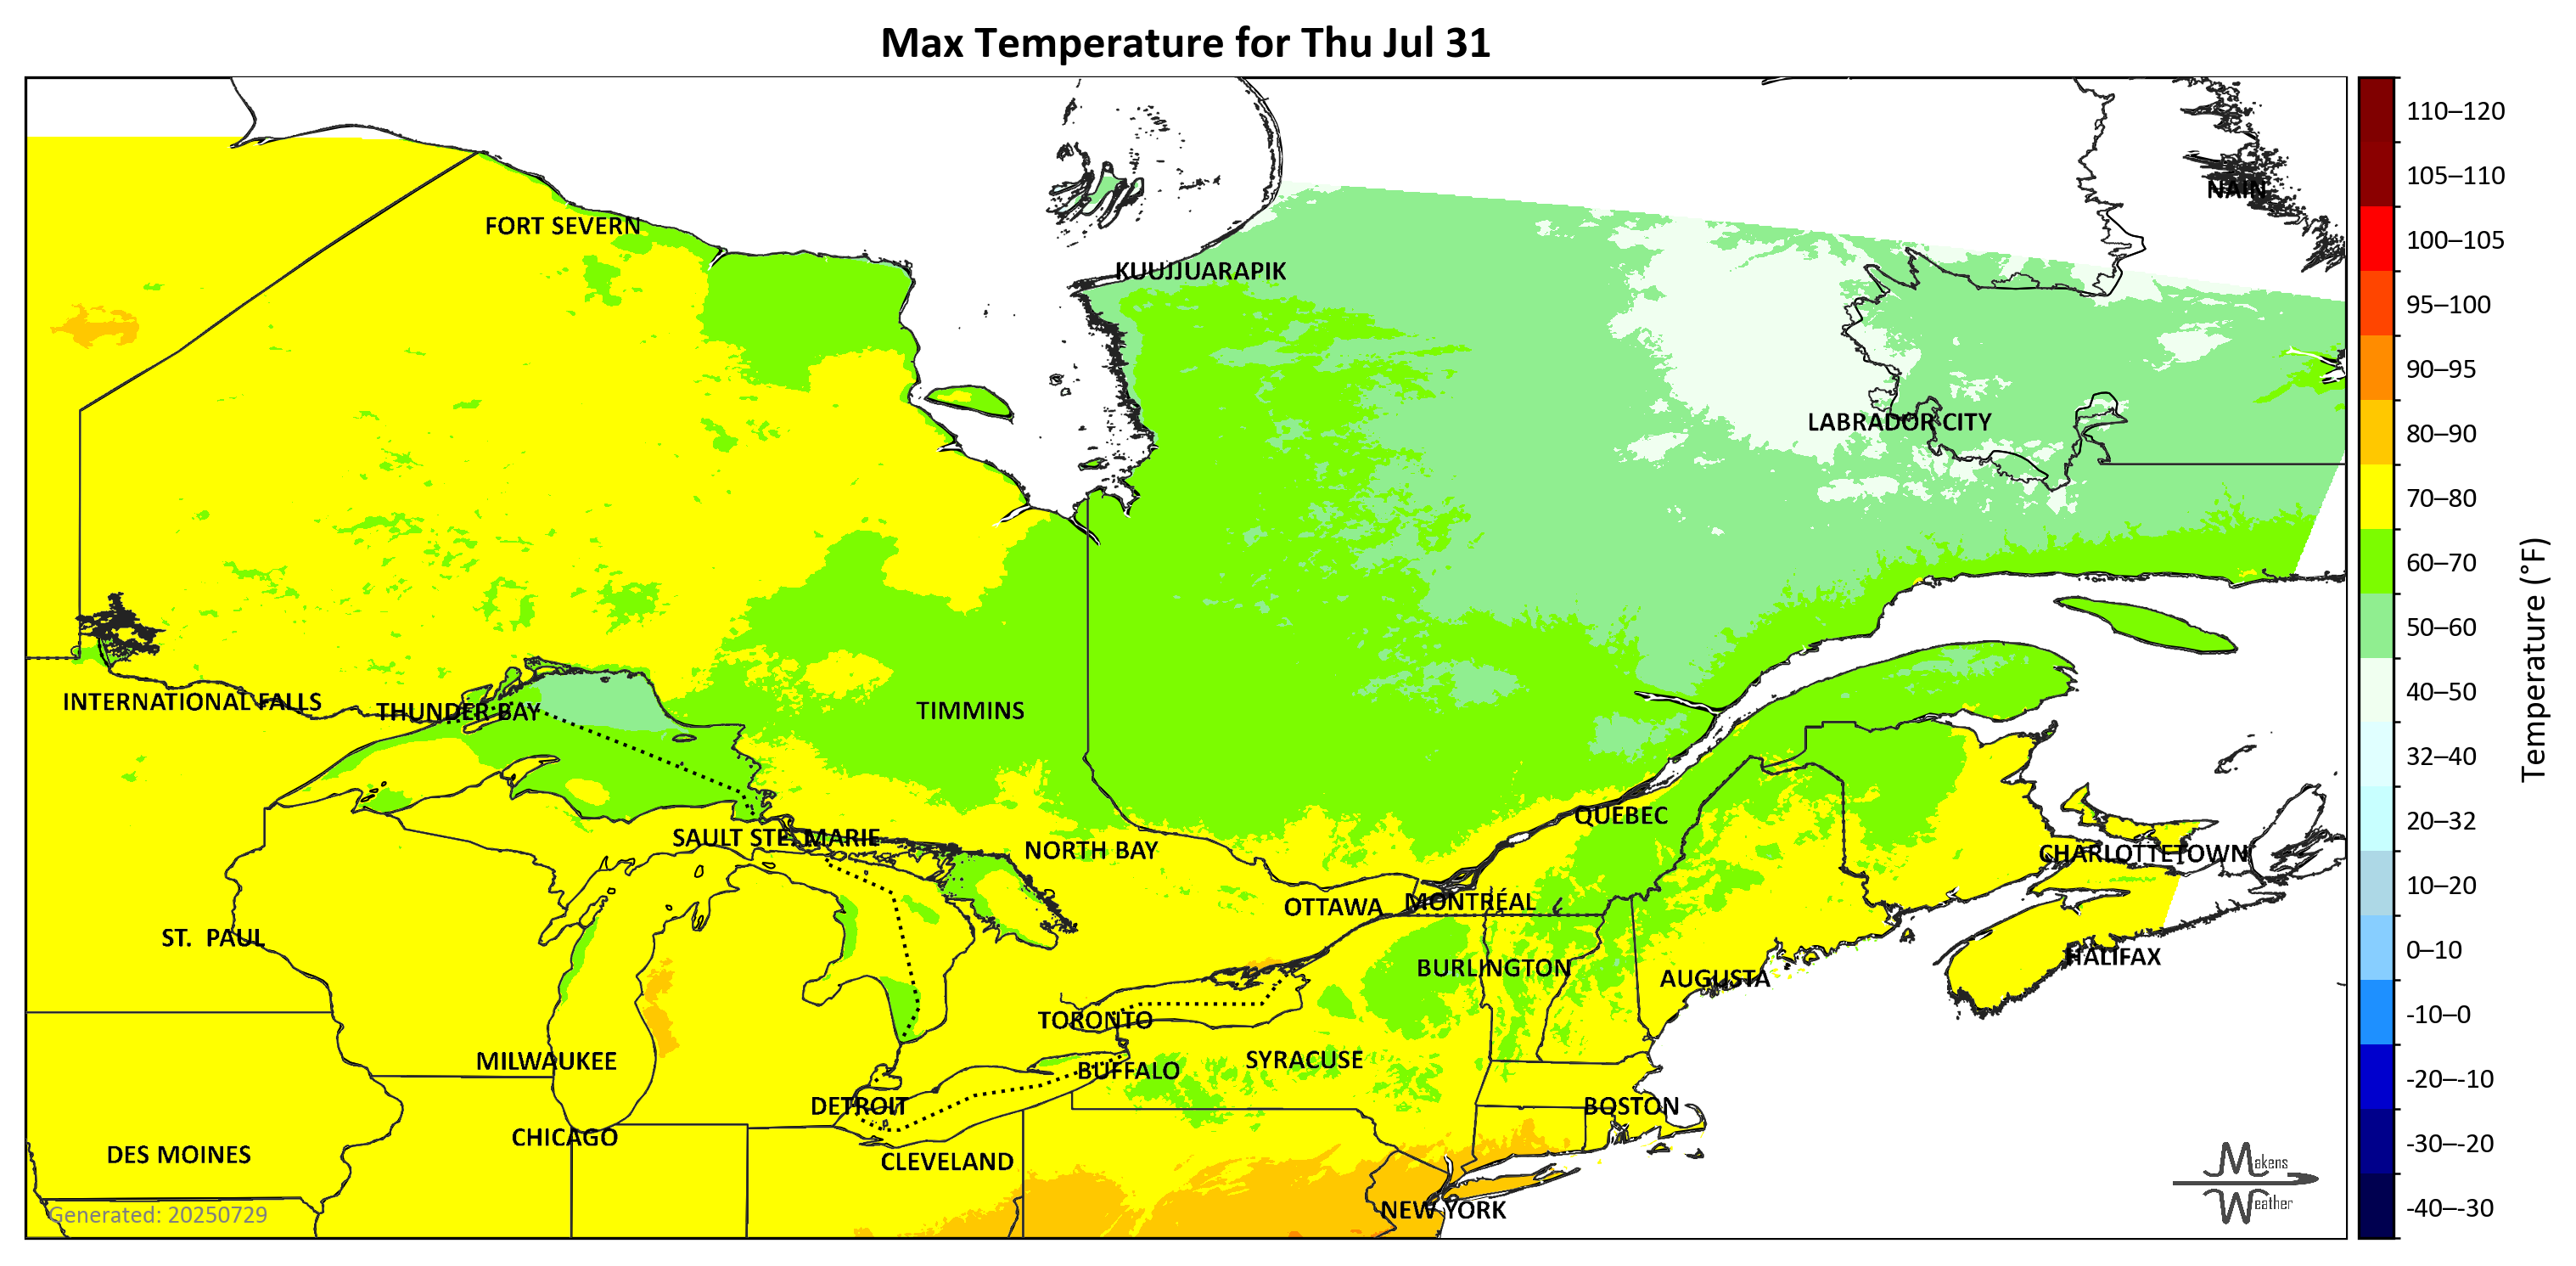 Max Temperature for Thu Jul 31
NAIN
FORT SEVERN
KUUJJUARAPIK
LABRADOR CITY
INTERNATIONAL FALLS
THUNDER BAY
TIMMINS
QUEBEC
SAULT STE. MARIE
NORTH BAY
CHARLOTTETOWN
OTTAWA
MONTRÉAL
ST.  PAUL
HALIFAX
BURLINGTON
AUGUSTA
TORONTO
MILWAUKEE
SYRACUSE
BUFFALO
DETROIT
BOSTON
CHICAGO
DES MOINES
CLEVELAND
NEW YORK
Generated: 20250729
Makens
Weather
110–120
105–110
100–105
95–100
90–95
80–90
70–80
60–70
50–60
40–50
32–40
20–32
10–20
0–10
-10–0
-20–-10
-30–-20
-40–-30
Temperature (°F)